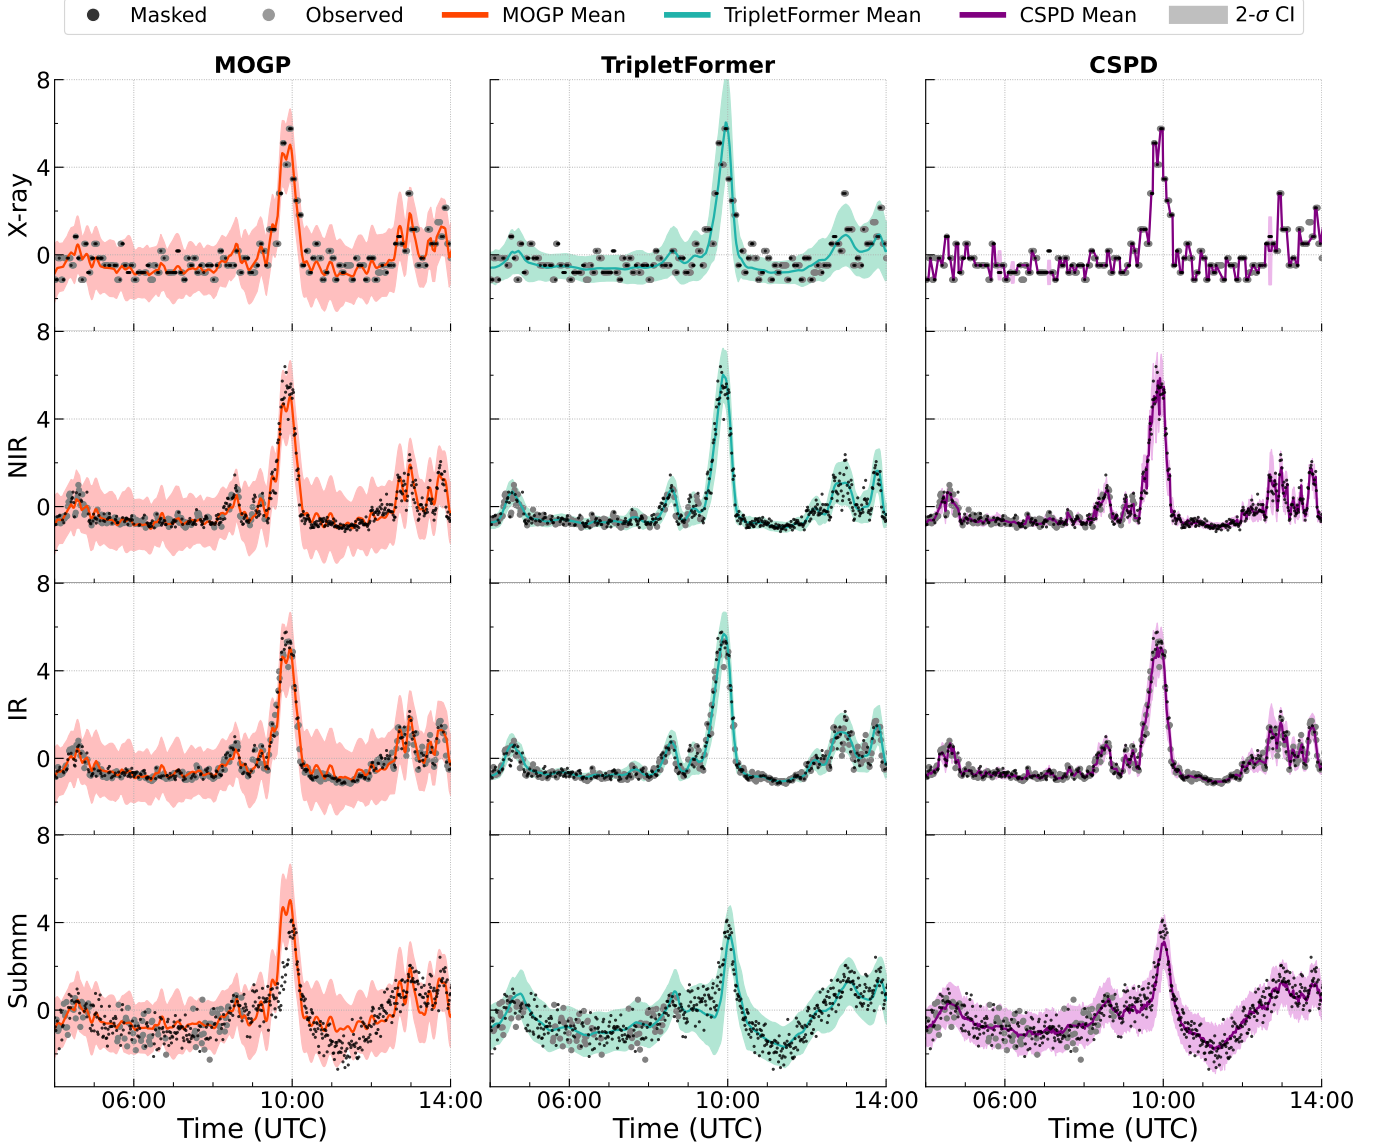 Masked Observed MOGP Mean TripletFormer Mean CSPD Mean 2-σ CI
MOGP TripletFormer CSPD
8
4
0
X-ray
8
4
0
NIR
8
4
0
IR
8
4
0
Submm
06:00 10:00 14:00 06:00 10:00 14:00 06:00 10:00 14:00
Time (UTC) Time (UTC) Time (UTC)